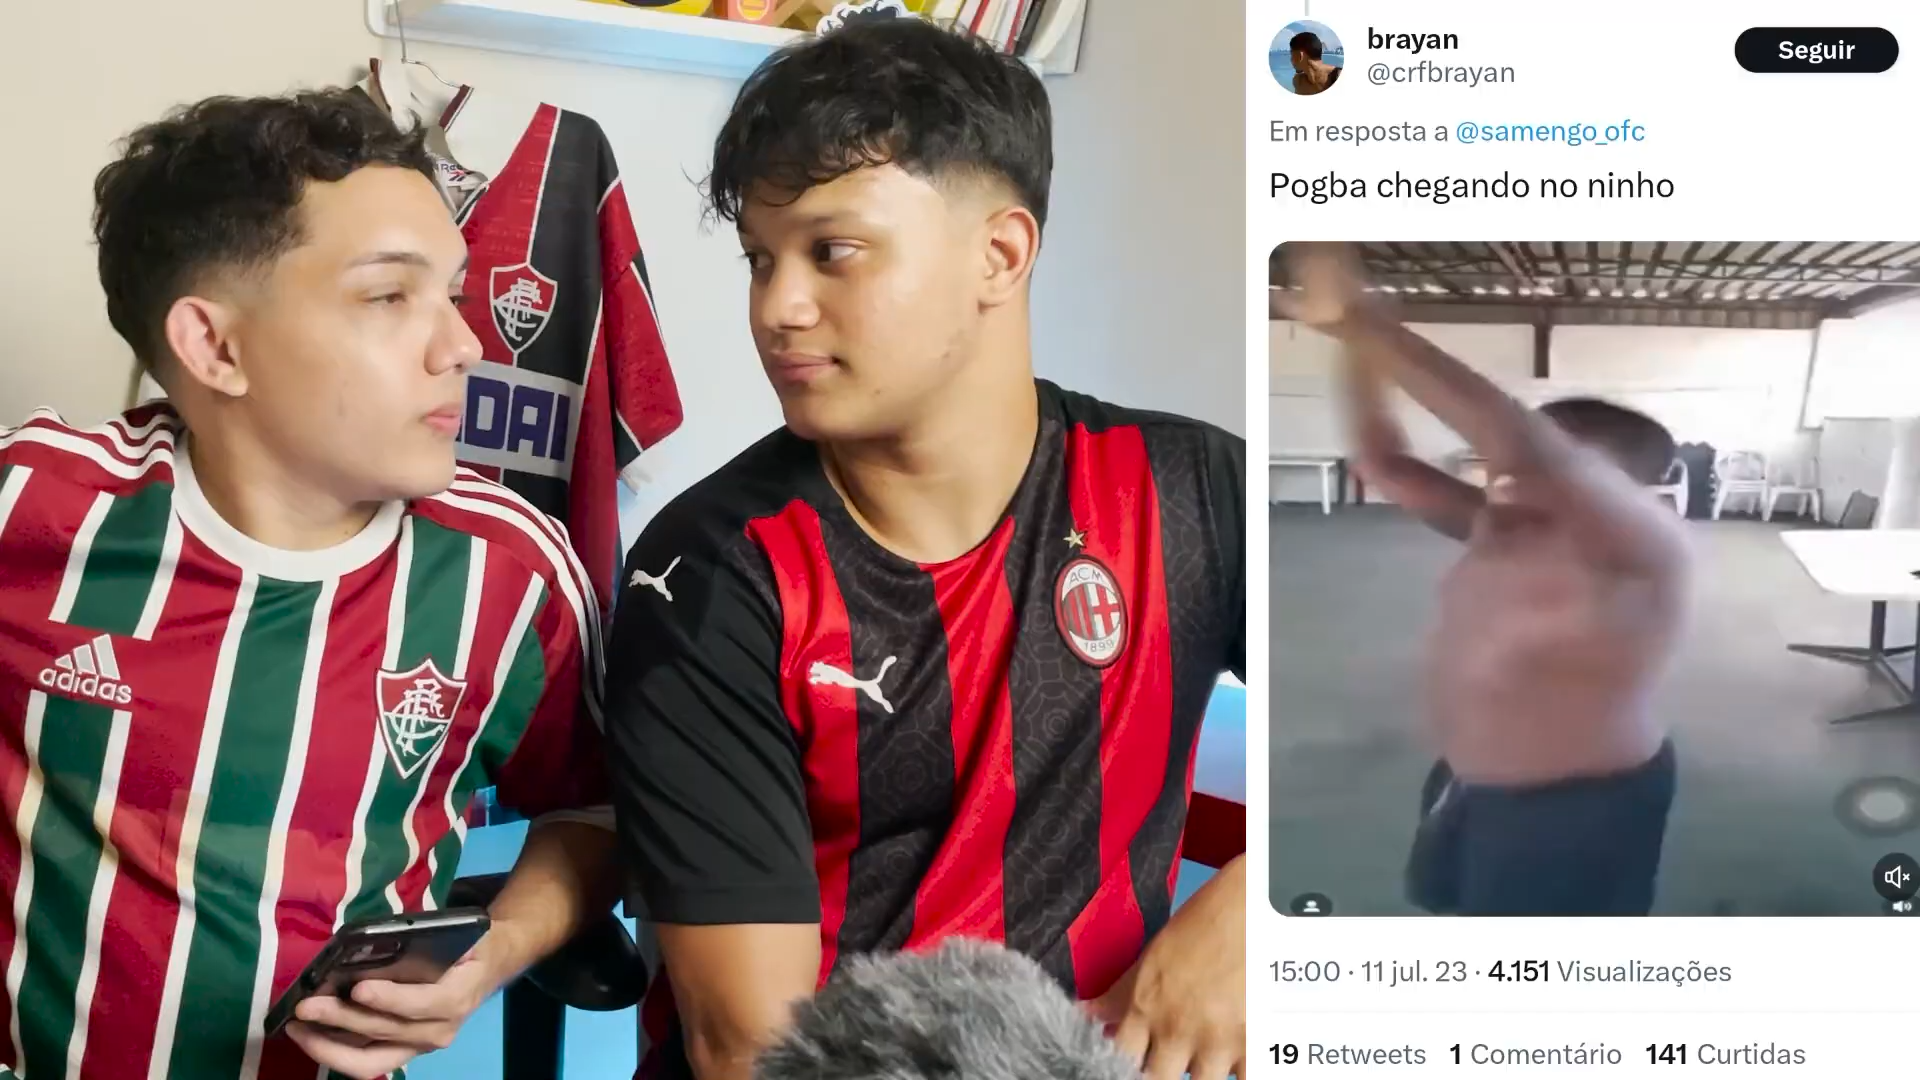 DAI
adidas
ACM
1899
brayan
@crfbrayan
Seguir
Em resposta a @samengo_ofc
Pogba chegando no ninho
15:00 · 11 jul. 23 · 4.151 Visualizações
19 Retweets 1 Comentário 141 Curtidas